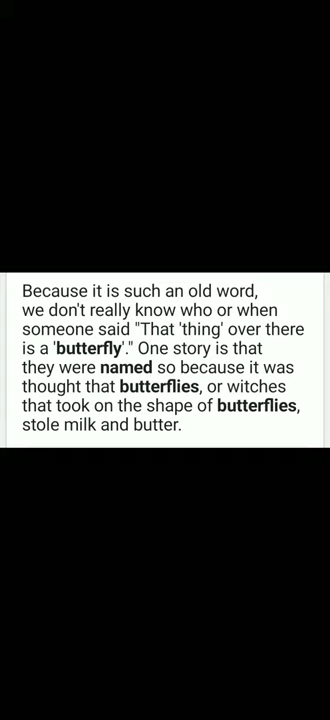 Because it is such an old word,
we don't really know who or when
someone said "That 'thing' over there
is a 'butterfly'." One story is that
they were named so because it was
thought that butterflies, or witches
that took on the shape of butterflies,
stole milk and butter.